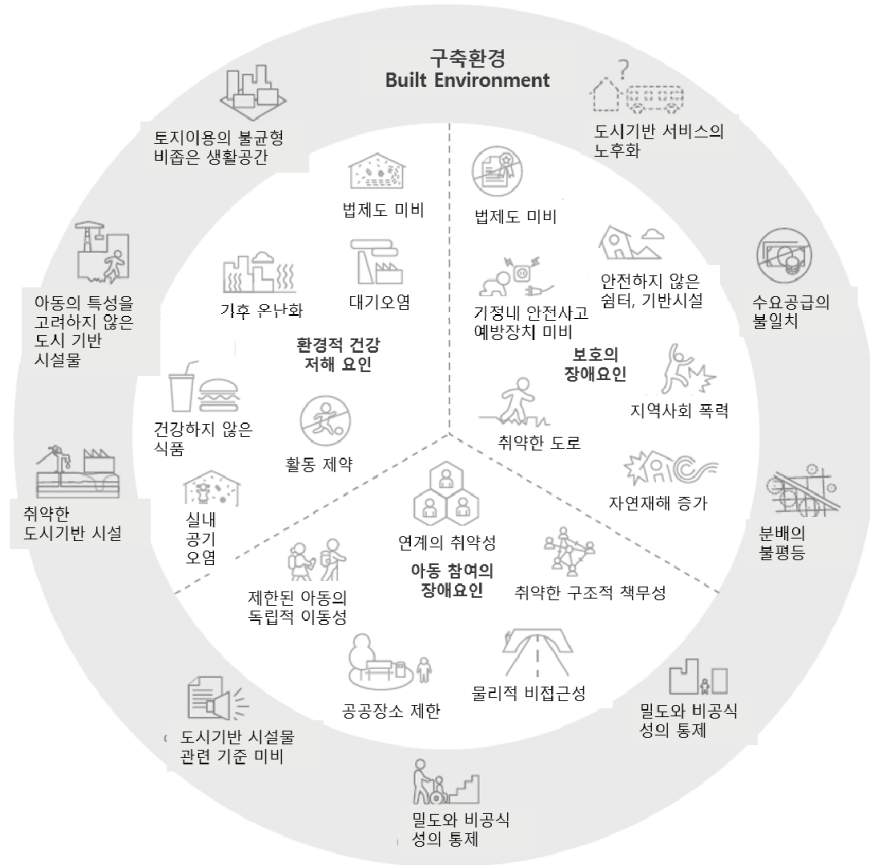 구축환경
Built Environment
토지이용의 불균형
비좁은 생활공간
도시기반 서비스의
노후화
법제도 미비
법제도 미비
기후 온난화
대기오염
기정내 안전사고
예방장치 미비
안전하지 않은
쉼터, 기반시설
아동의 특성을
고려하지 않은
도시 기반
시설물
수요공급의
불일치
환경적 건강
저해 요인
보호의
장애요인
건강하지 않은
식품
활동 제약
취약한 도로
지역사회 폭력
취약한
도시기반 시설
실내
공기
오염
자연재해 증가
분배의
불평등
연계의 취약성
아동 참여의
장애요인
제한된 아동의
독립적 이동성
취약한 구조적 책무성
공공장소 제한
물리적 비접근성
도시기반 시설물
관련 기준 미비
밀도와 비공식
성의 통제
밀도와 비공식
성의 통제